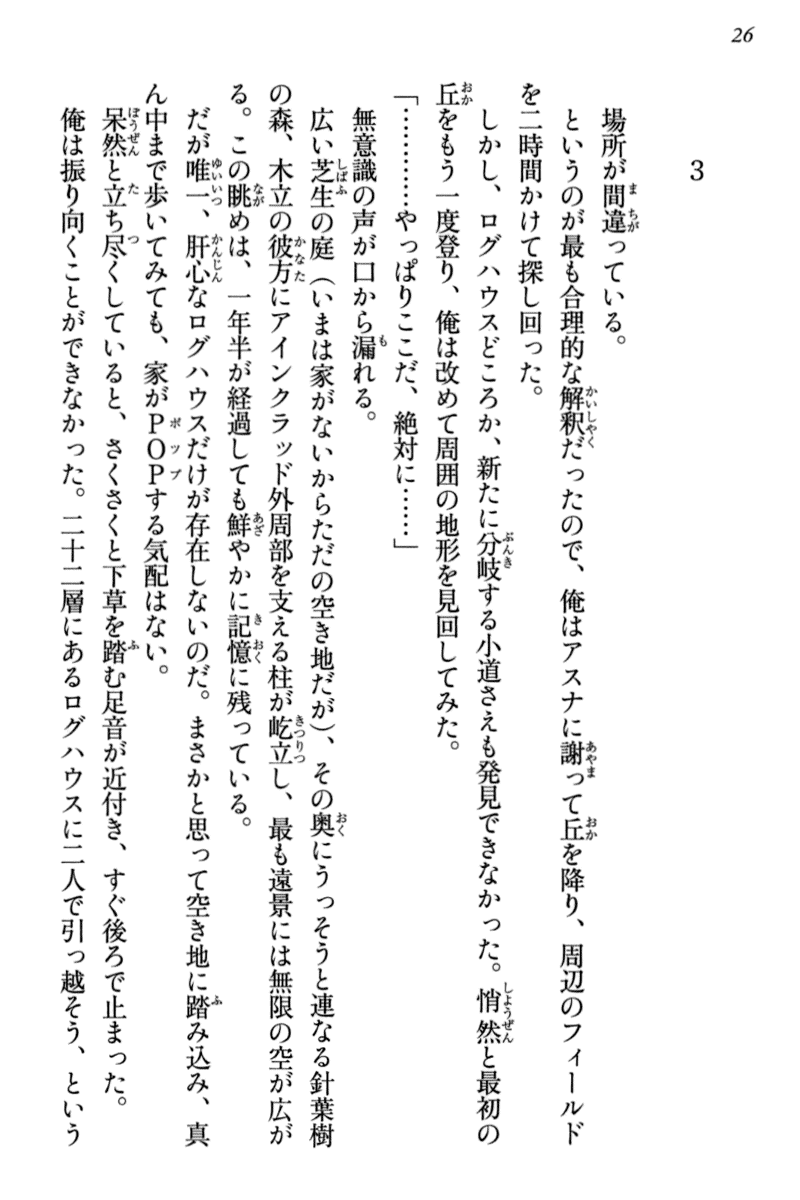 26
3
場所が間違っている。
というのが最も合理的な解釈だったので、俺はアスナに謝って丘を降り、周辺のフィールド
を二時間かけて探し回った。
しかし、ログハウスどころか、新たに分岐する小道さえも発見できなかった。悄然と最初の
丘をもう一度登り、俺は改めて周囲の地形を見回してみた。
「…………やっぱりここだ、絶対に……」
無意識の声が口から漏れる。
広い芝生の庭（いまは家がないからただの空き地だが）、その奥にうっそうと連なる針葉樹
の森、木立の彼方にアインクラッド外周部を支える柱が屹立し、最も遠景には無限の空が広が
る。この眺めは、一年半が経過しても鮮やかに記憶に残っている。
だが唯一、肝心なログハウスだけが存在しないのだ。まさかと思って空き地に踏み込み、真
ん中まで歩いてみても、家がＰＯＰする気配はない。
呆然と立ち尽くしていると、さくさくと下草を踏む足音が近付き、すぐ後ろで止まった。
俺は振り向くことができなかった。二十二層にあるログハウスに二人で引っ越そう、という